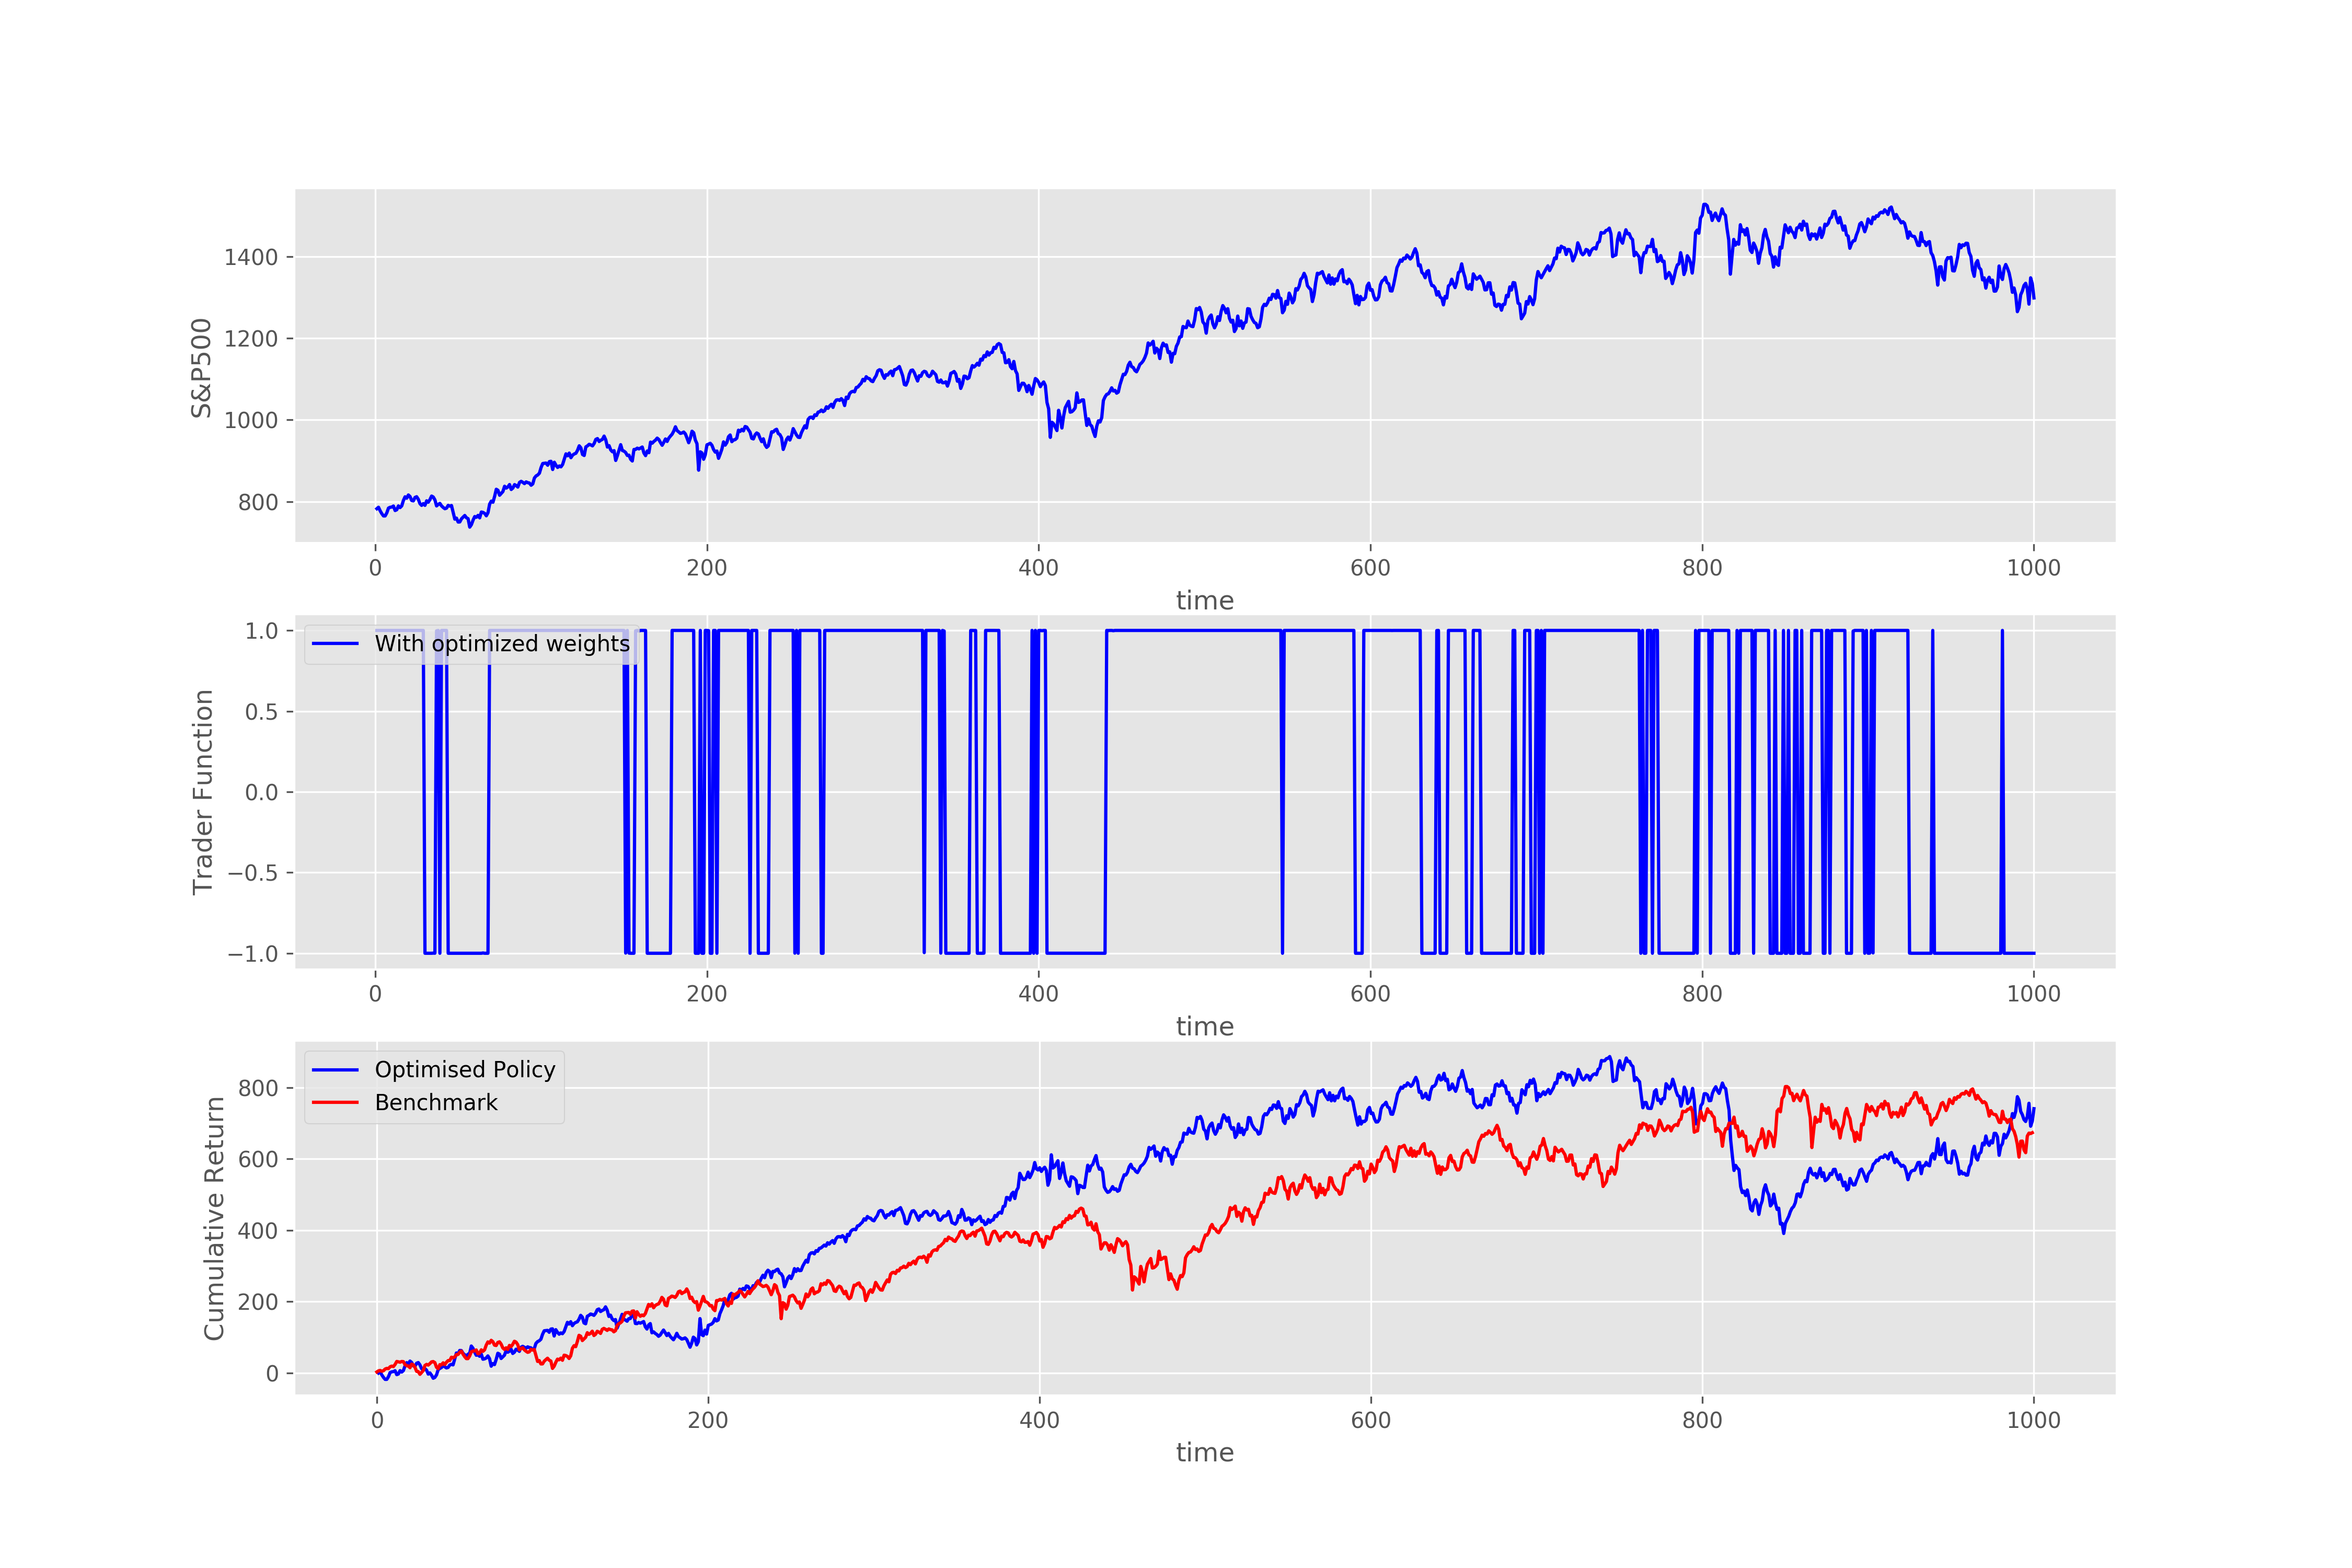 S&P500
1400
1200
1000
800
0 200 400 600 800 1000
time
With optimized weights
Trader Function
1.0
0.5
0.0
−0.5
−1.0
0 200 400 600 800 1000
time
Optimised Policy
Benchmark
Cumulative Return
800
600
400
200
0
0 200 400 600 800 1000
time